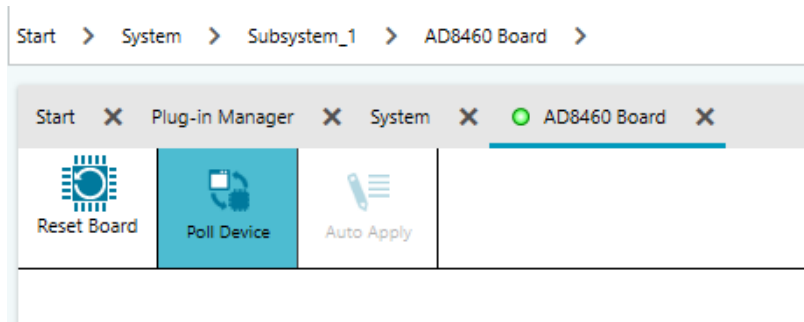 Start > System > Subsystem_1 > AD8460 Board >
Start Plug-in Manager System AD8460 Board
Reset Board Poll Device Auto Apply